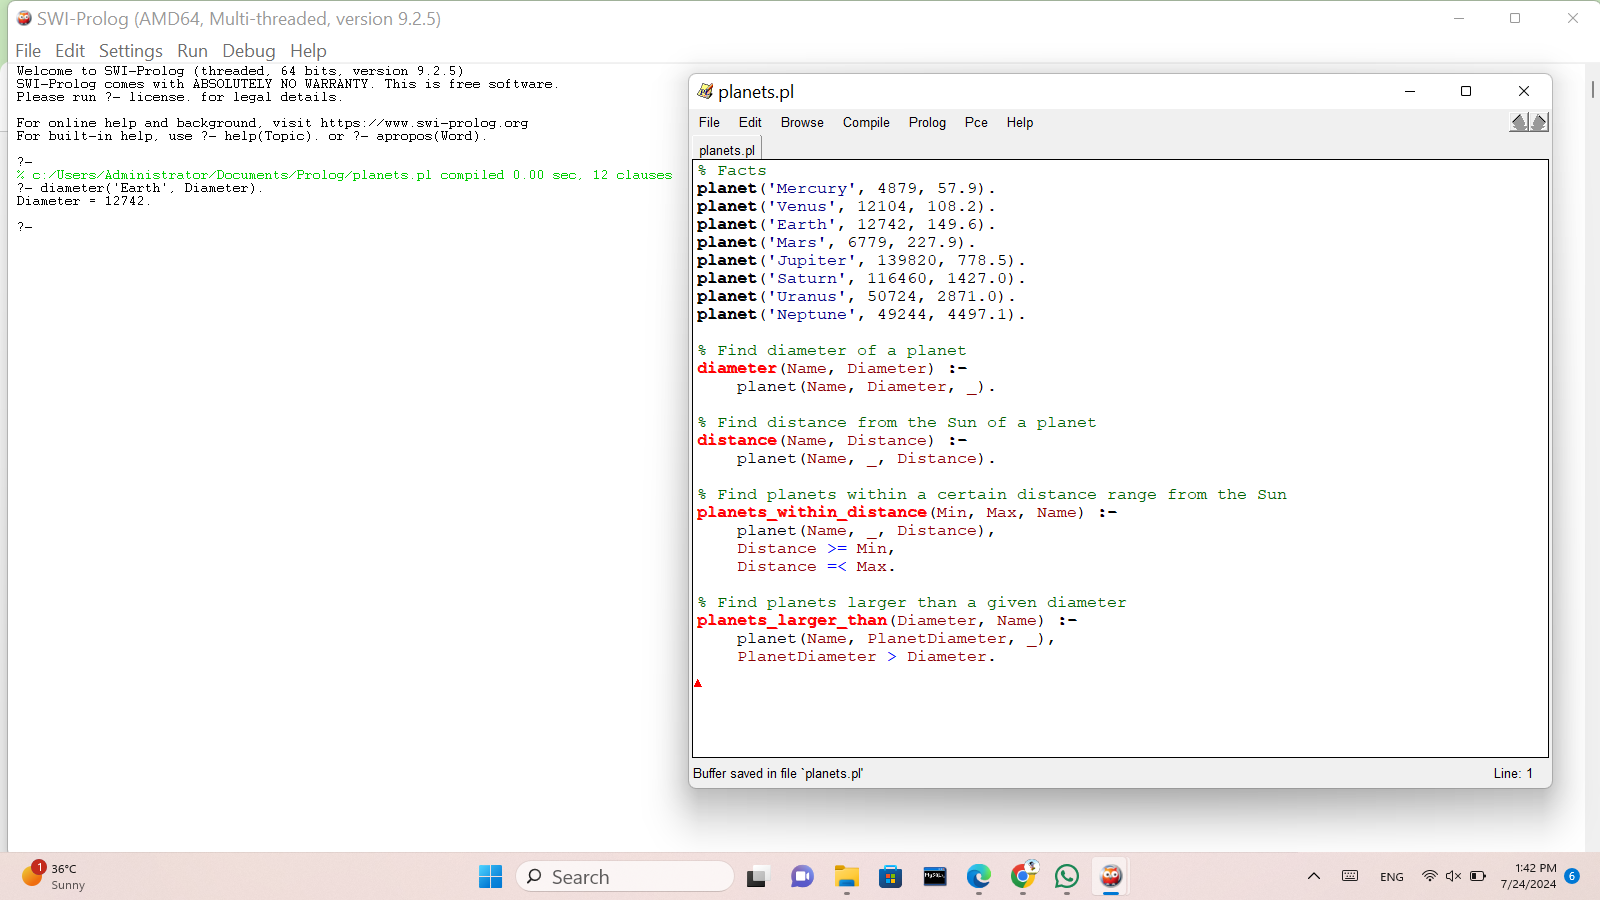 SWI-Prolog (AMD64, Multi-threaded, version 9.2.5)
File Edit Settings Run Debug Help
Welcome to SWI-Prolog (threaded, 64 bits, version 9.2.5)
SWI-Prolog comes with ABSOLUTELY NO WARRANTY. This is free software.
Please run ?- license. for legal details.
For online help and background, visit https://www.swi-prolog.org
For built-in help, use ?- help(Topic). or ?- apropos(Word).
?-
% c:/Users/Administrator/Documents/Prolog/planets.pl compiled 0.00 sec, 12 clauses
?- diameter('Earth', Diameter).
Diameter = 12742.
?-
planets.pl
File Edit Browse Compile Prolog Pce Help
planets.pl
% Facts
planet('Mercury', 4879, 57.9).
planet('Venus', 12104, 108.2).
planet('Earth', 12742, 149.6).
planet('Mars', 6779, 227.9).
planet('Jupiter', 139820, 778.5).
planet('Saturn', 116460, 1427.0).
planet('Uranus', 50724, 2871.0).
planet('Neptune', 49244, 4497.1).
% Find diameter of a planet
diameter(Name, Diameter) :-
    planet(Name, Diameter, _).
% Find distance from the Sun of a planet
distance(Name, Distance) :-
    planet(Name, _, Distance).
% Find planets within a certain distance range from the Sun
planets_within_distance(Min, Max, Name) :-
    planet(Name, _, Distance),
    Distance >= Min,
    Distance =< Max.
% Find planets larger than a given diameter
planets_larger_than(Diameter, Name) :-
    planet(Name, PlanetDiameter, _),
    PlanetDiameter > Diameter.
Buffer saved in file `planets.pl'
Line: 1
1
36°C
Sunny
Search
MySQL
ENG
1:42 PM
7/24/2024
6